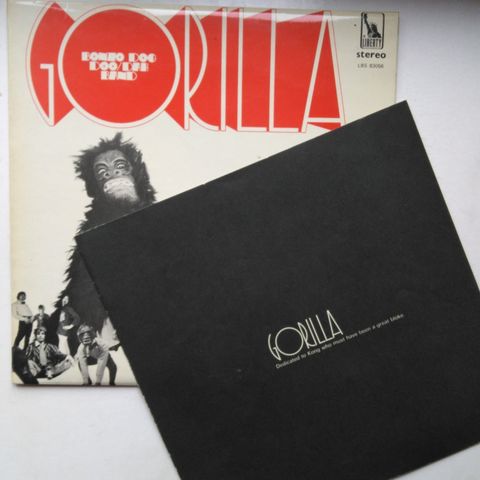 GORILLA
BONZO DOG
DOO/DAH
BAND
LIBERTY
stereo
LBS 83056
GORILLA
Dedicated to Kong who must have been a great bloke